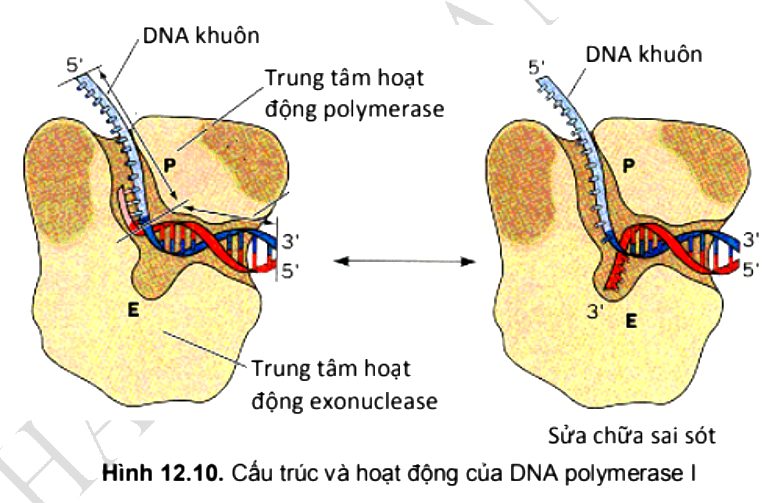 DNA khuôn
5'
Trung tâm hoạt
động polymerase
P
3'
5'
E
Trung tâm hoạt
động exonuclease
DNA khuôn
5'
P
3'
5'
3'
E
Sửa chữa sai sót
Hình 12.10. Cấu trúc và hoạt động của DNA polymerase I